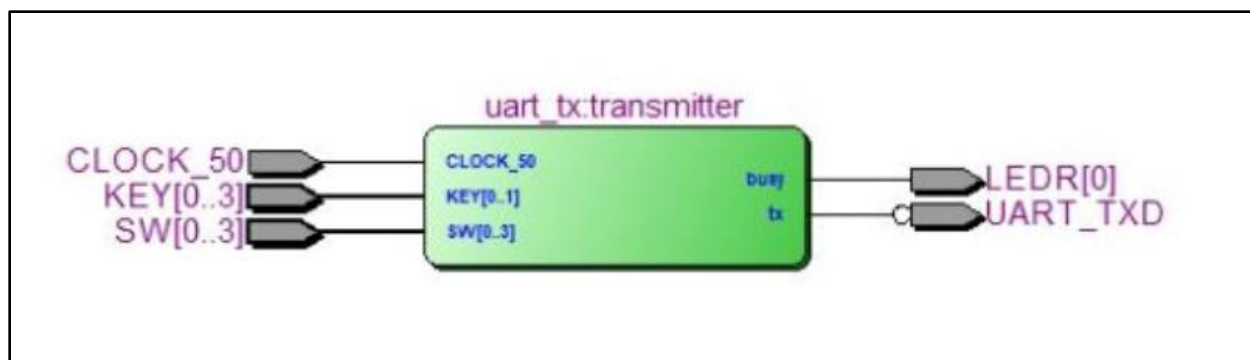 uart_tx:transmitter
CLOCK_50
KEY[0..3]
SW[0..3]
CLOCK_50
KEY[0..1]
SW[0..3]
busy
tx
LEDR[0]
UART_TXD